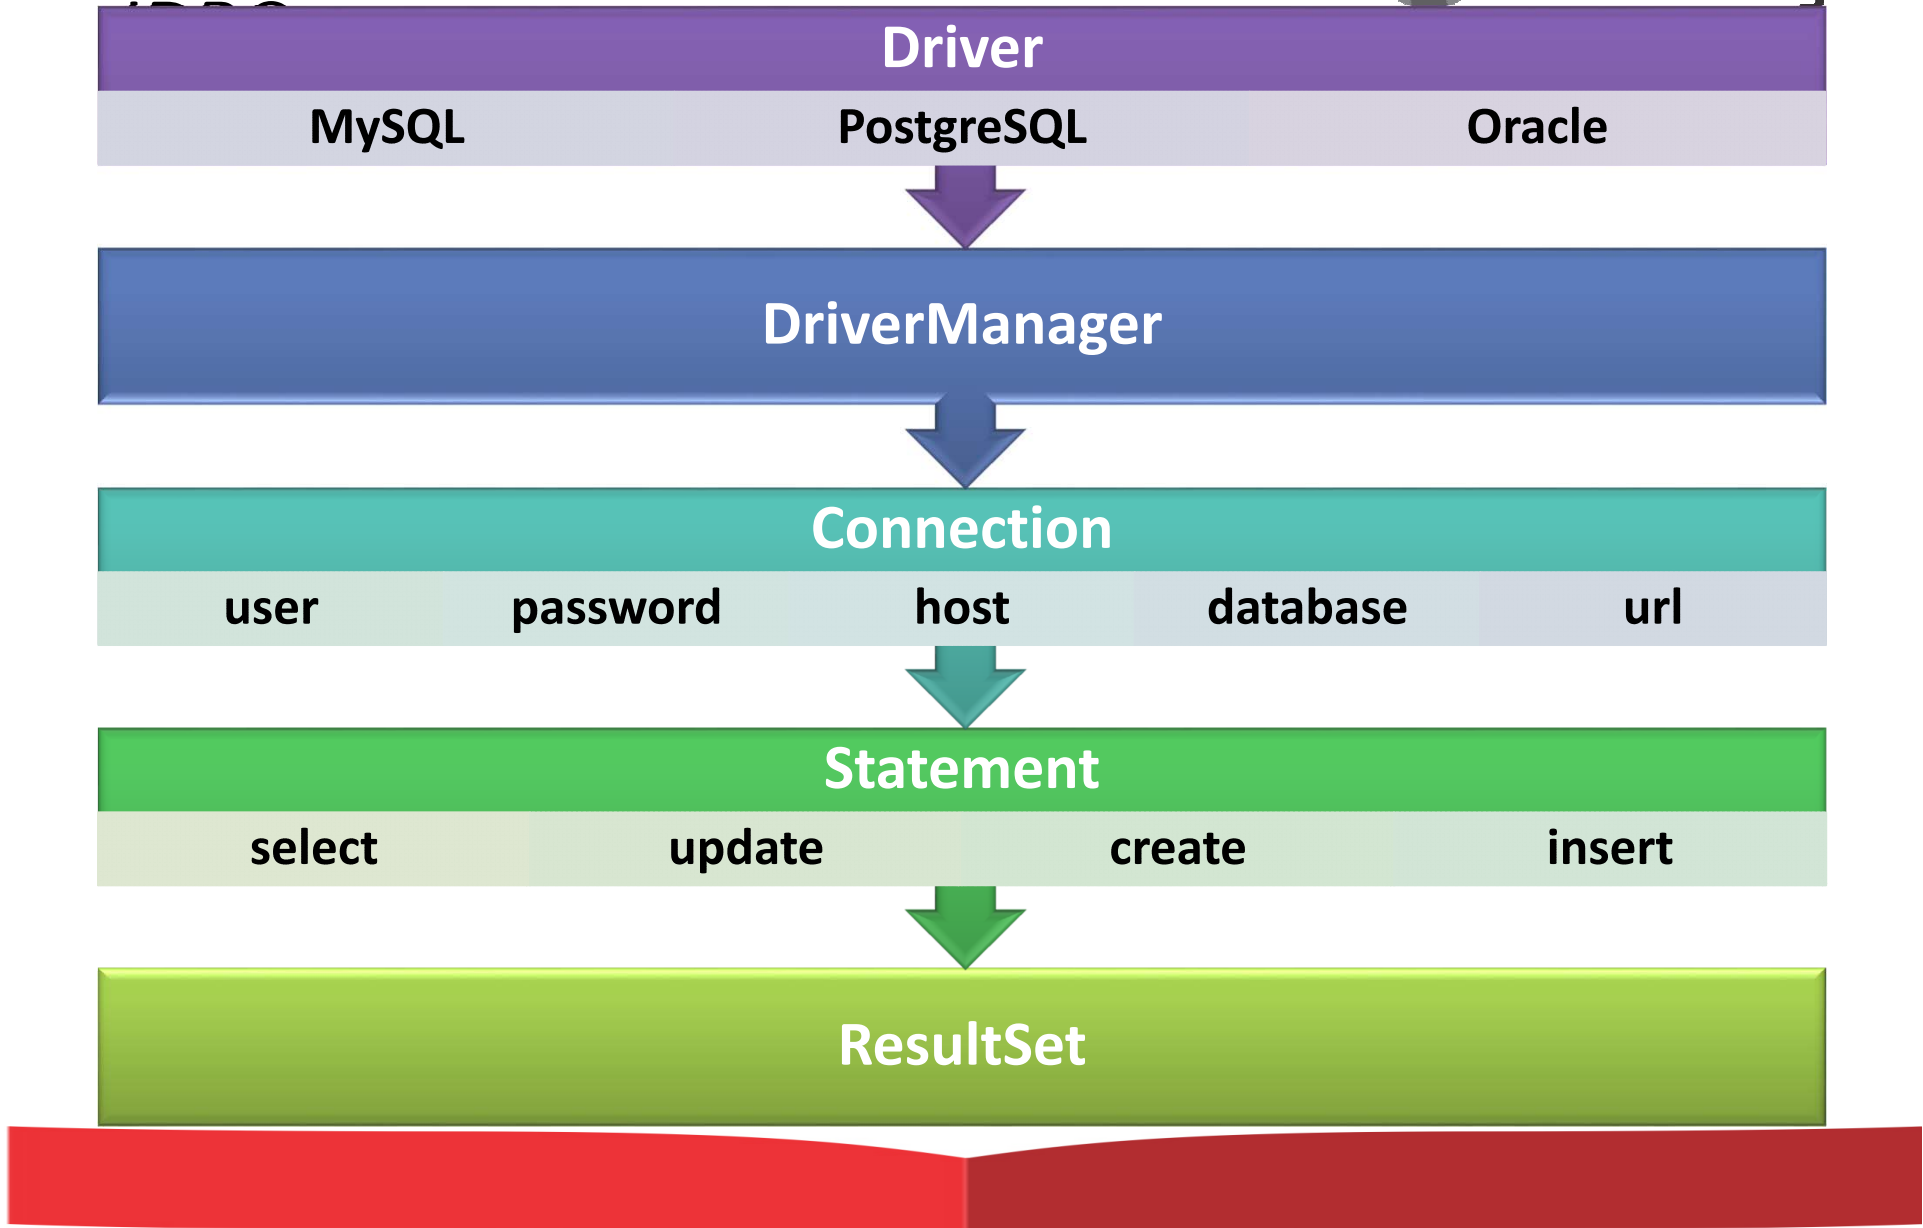 Driver
MySQL PostgreSQL Oracle
DriverManager
Connection
user password host database url
Statement
select update create insert
ResultSet